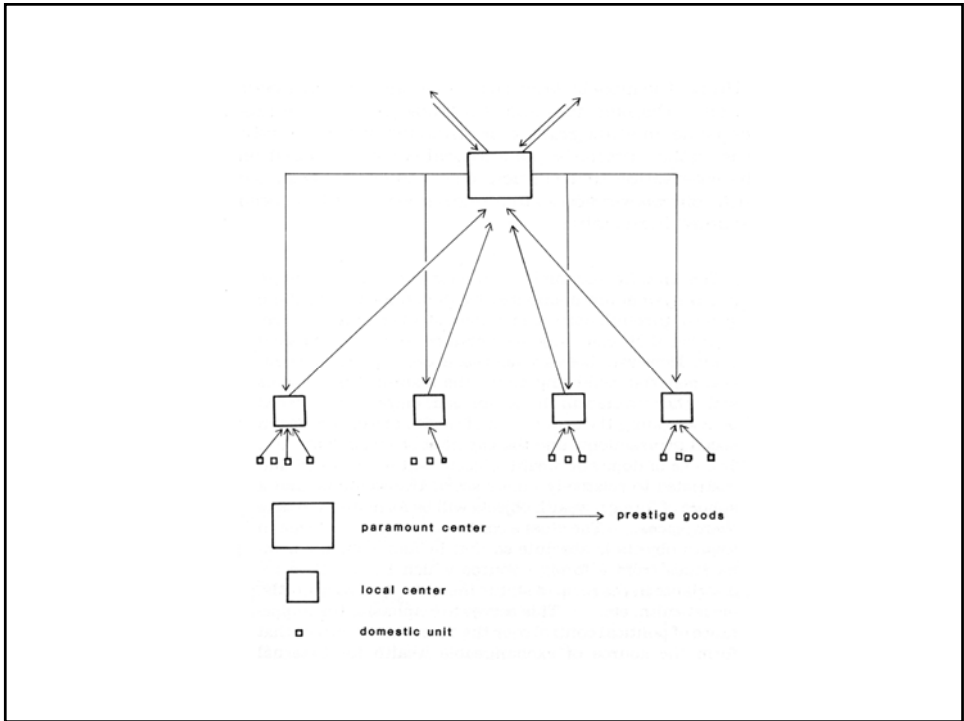 paramount center
prestige goods
local center
domestic unit